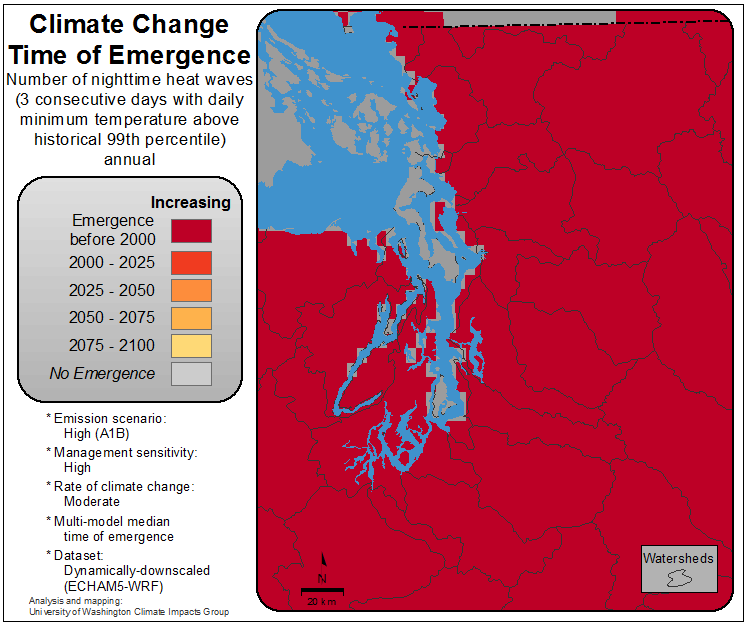 Climate Change
Time of Emergence
Number of nighttime heat waves
(3 consecutive days with daily
minimum temperature above
historical 99th percentile)
annual
Increasing
Emergence
before 2000
2000 - 2025
2025 - 2050
2050 - 2075
2075 - 2100
No Emergence
* Emission scenario:
High (A1B)
* Management sensitivity:
High
* Rate of climate change:
Moderate
* Multi-model median
time of emergence
* Dataset:
Dynamically-downscaled
(ECHAM5-WRF)
Analysis and mapping:
University of Washington Climate Impacts Group
N
20 km
Watersheds